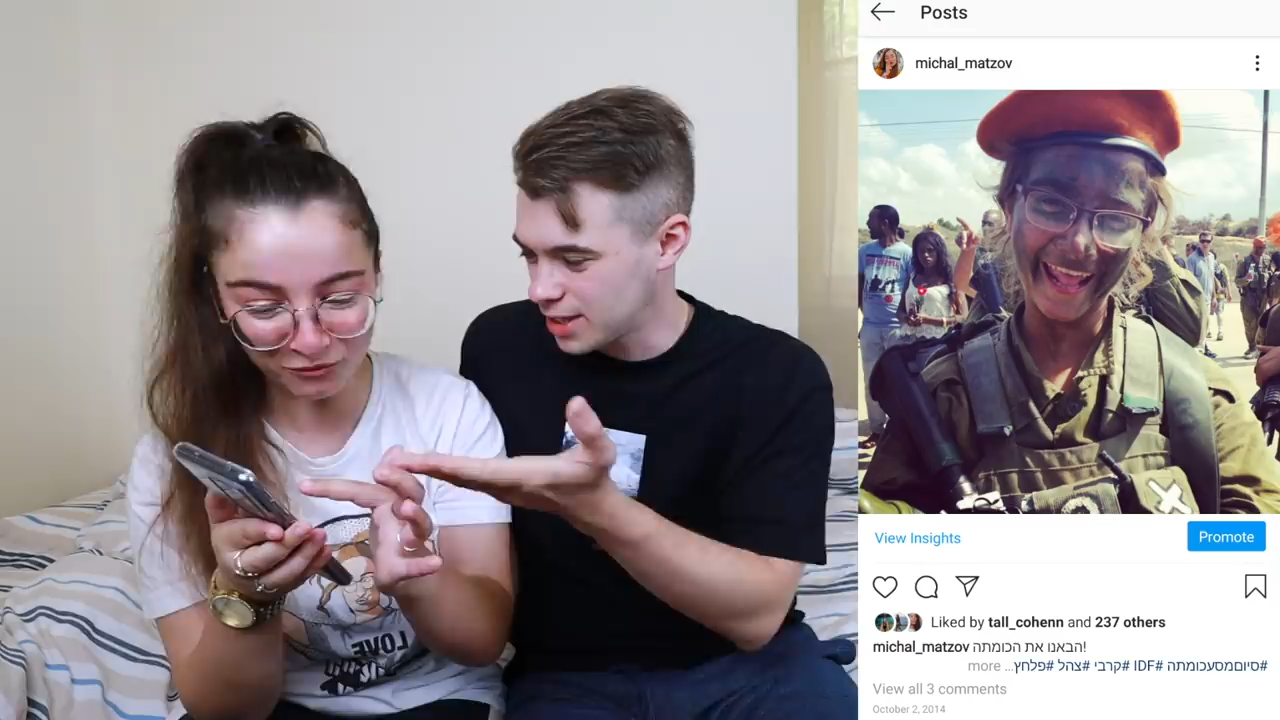 Posts
michal_matzov
View Insights
Promote
Liked by tall_cohenn and 237 others
michal_matzov הבאנו את הכומתה!
#סיוםמסעכומתה #IDF #קרבי #צהל #פלחץ... more
View all 3 comments
October 2, 2014
LOVE